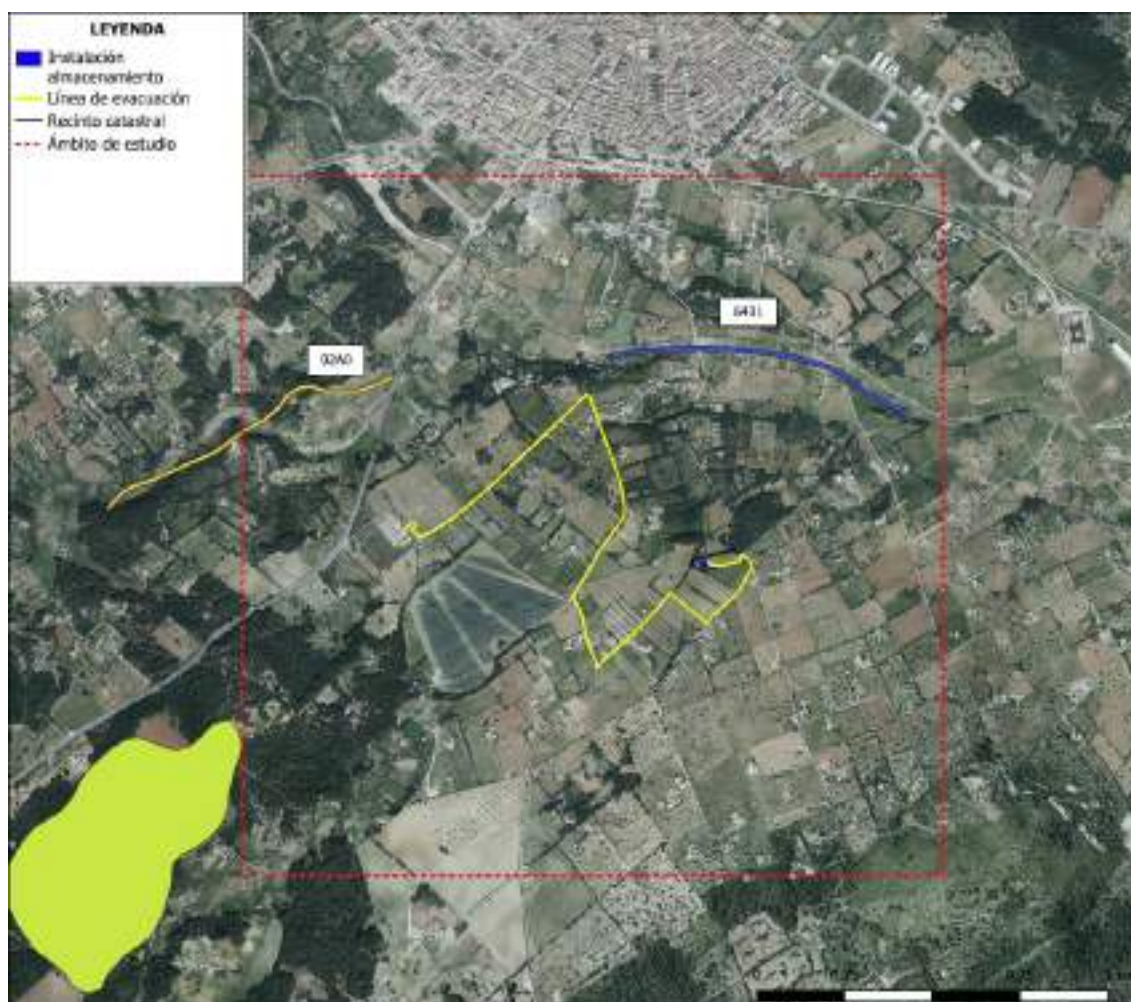 LEYENDA
Instalación
almacenamiento
Línea de evacuación
Recinto catastral
Ámbito de estudio
92A0
6431